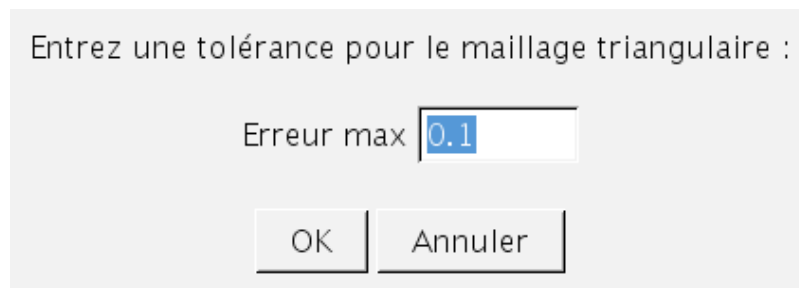 Entrez une tolérance pour le maillage triangulaire :
Erreur max 0.1
OK Annuler